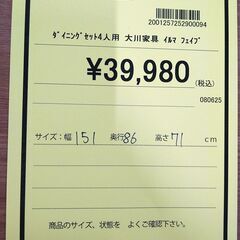 2001257252900094
ﾀﾞｲﾆﾝｸﾞｾｯﾄ4人用 大川家具 ｲﾙﾏ ﾌｪｲﾌﾞ
¥39,980
(税込)
080625
サイズ:幅 151 奥行86 高さ 71 cm
商品のサイズ、状態を よくご確認下さい。